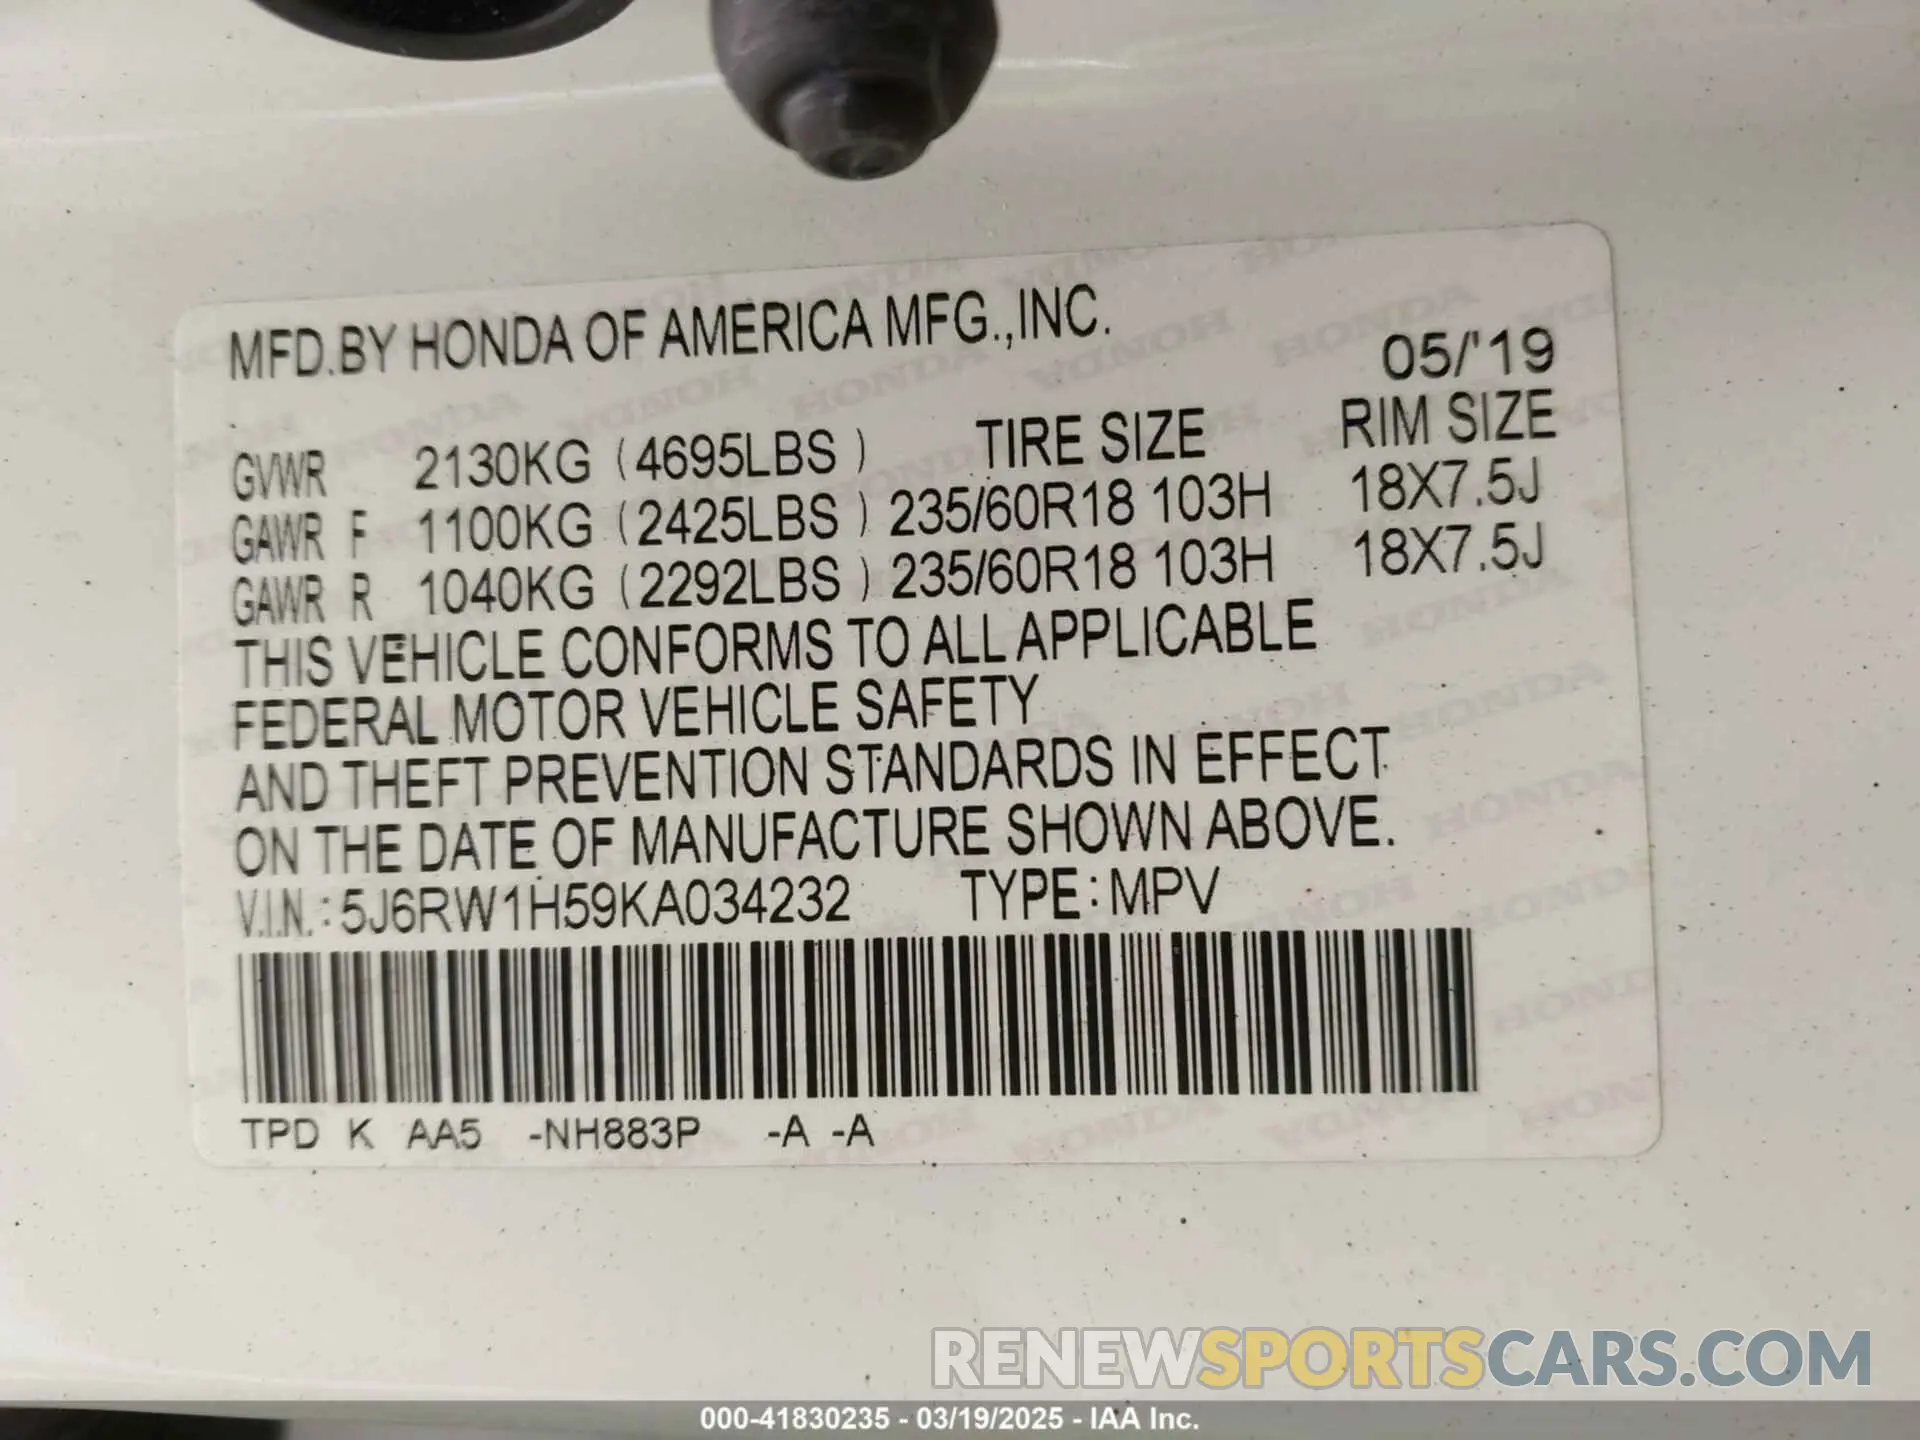 MFD.BY HONDA OF AMERICA MFG.,INC.
05/'19
GVWR 2130KG (4695LBS ) TIRE SIZE RIM SIZE
GAWR F 1100KG (2425LBS ) 235/60R18 103H 18X7.5J
GAWR R 1040KG (2292LBS ) 235/60R18 103H 18X7.5J
THIS VEHICLE CONFORMS TO ALL APPLICABLE
FEDERAL MOTOR VEHICLE SAFETY
AND THEFT PREVENTION STANDARDS IN EFFECT
ON THE DATE OF MANUFACTURE SHOWN ABOVE.
V.I.N.: 5J6RW1H59KA034232 TYPE: MPV
TPD K AA5 -NH883P -A -A
RENEWSPORTSCARS.COM
000-41830235 - 03/19/2025 - IAA Inc.